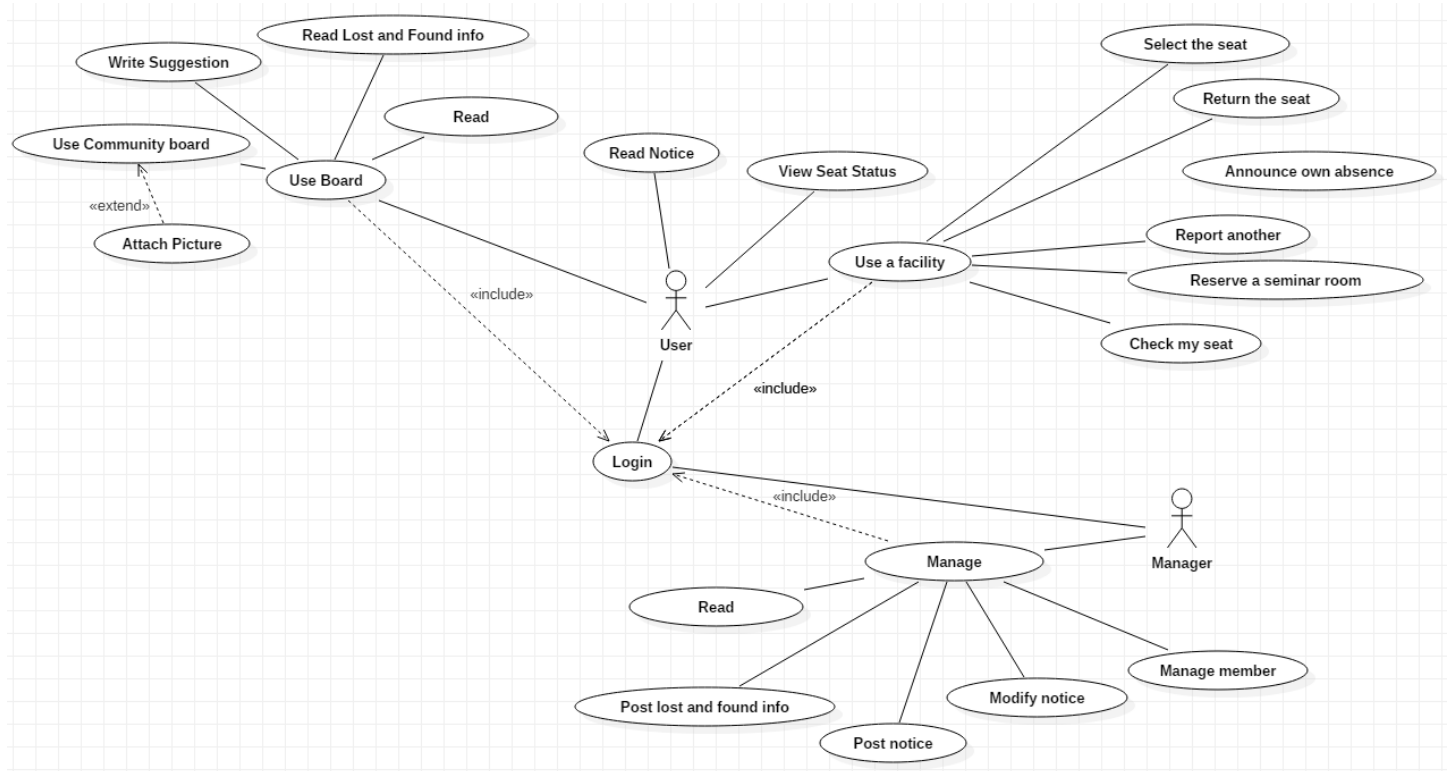 Read Lost and Found info
Write Suggestion
Read
Use Community board
Use Board
«extend»
Attach Picture
Read Notice
View Seat Status
Select the seat
Return the seat
Announce own absence
Report another
Use a facility
Reserve a seminar room
Check my seat
«include»
User
«include»
Login
«include»
Manager
Manage
Read
Manage member
Modify notice
Post lost and found info
Post notice